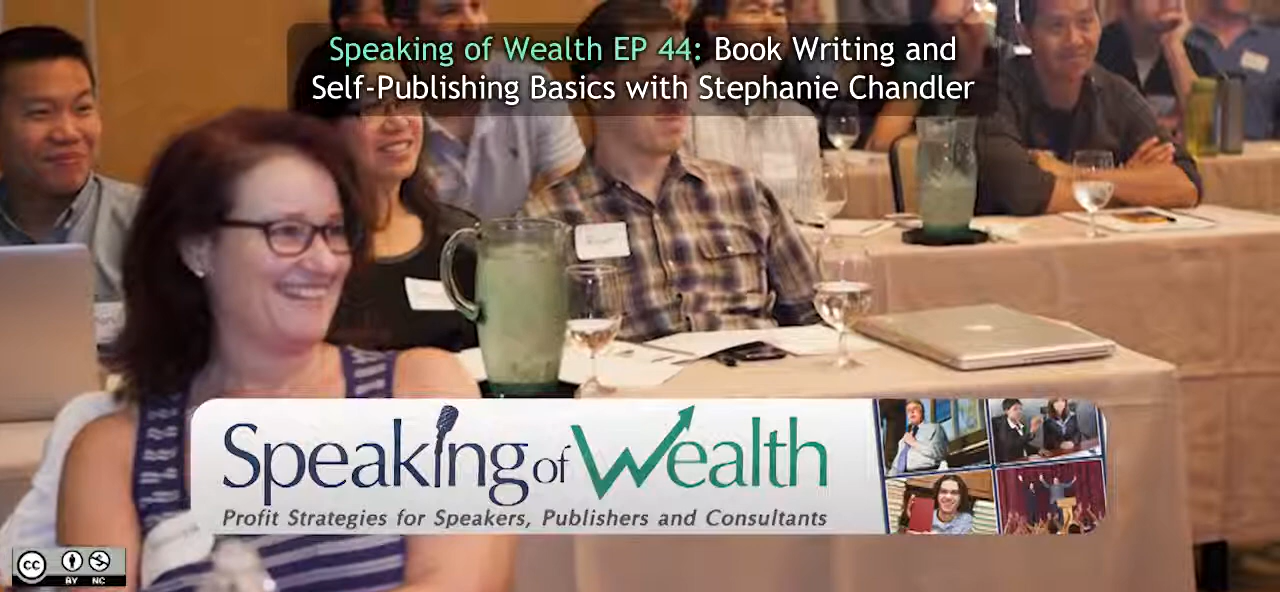 Speaking of Wealth EP 44: Book Writing and
Self-Publishing Basics with Stephanie Chandler
Speaking of Wealth
Profit Strategies for Speakers, Publishers and Consultants
cc
BY NC